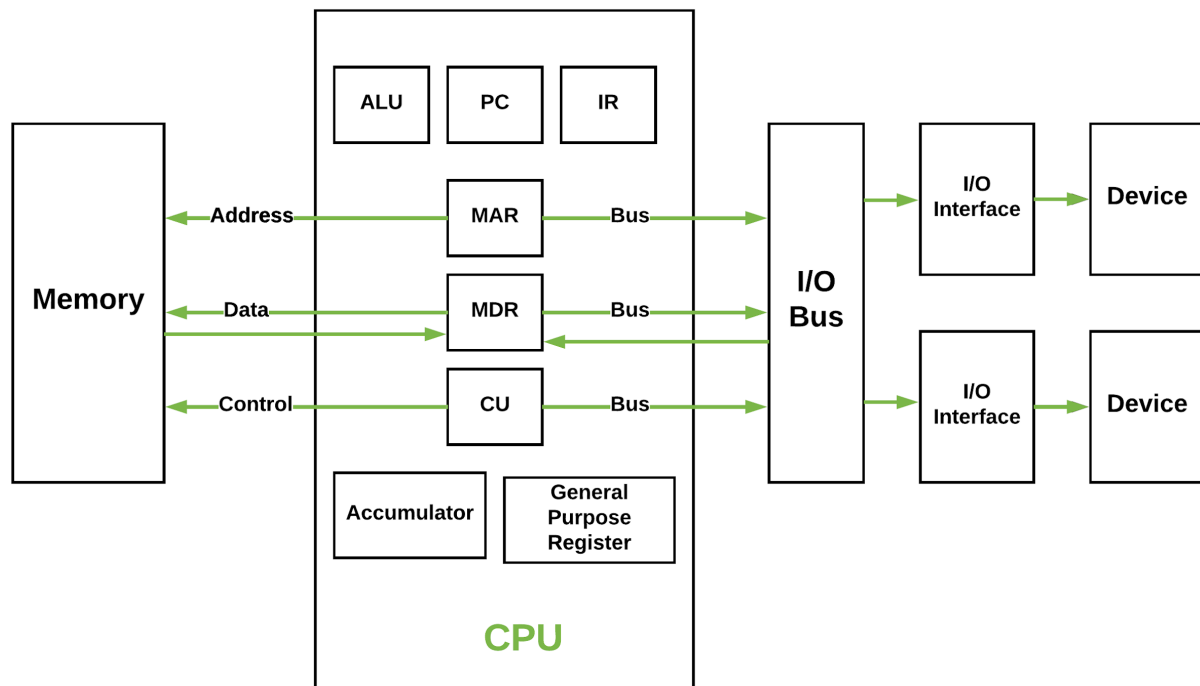 ALU
PC
IR
Memory
Address
MAR
Bus
Data
MDR
Bus
Control
CU
Bus
Accumulator
General
Purpose
Register
CPU
I/O
Bus
I/O
Interface
Device
I/O
Interface
Device